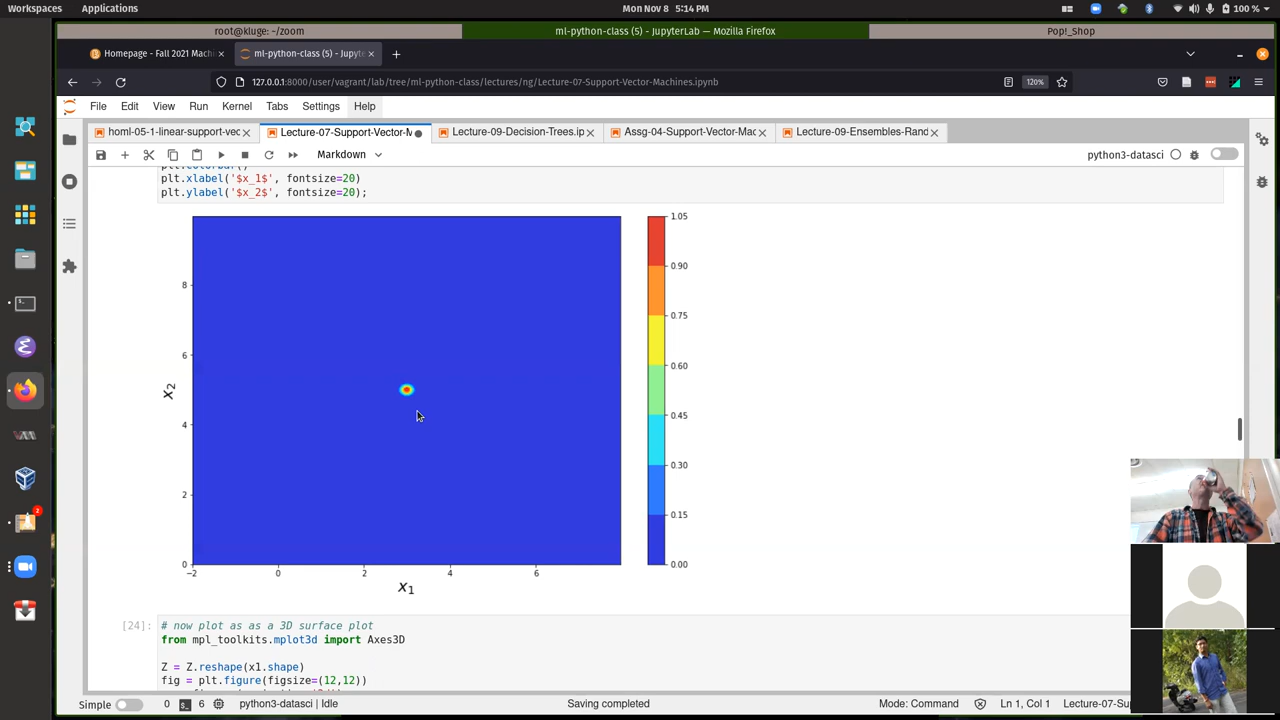 Workspaces Applications Mon Nov 8 5:14 PM 100 %
root@kluge: ~/zoom ml-python-class (5) - JupyterLab — Mozilla Firefox Pop!_Shop
Homepage - Fall 2021 Mac ml-python-class (5) - Jupyte
127.0.0.1:8000/user/vagrant/lab/tree/ml-python-class/lectures/ng/Lecture-07-Support-Vector-Machines.ipynb 120%
File Edit View Run Kernel Tabs Settings Help
homl-05-1-linear-support-vec Lecture-07-Support-Vector-M Lecture-09-Decision-Trees.ip Assg-04-Support-Vector-Mac Lecture-09-Ensembles-Rand
Markdown python3-datasci
plt.xlabel('$x_1$', fontsize=20)
plt.ylabel('$x_2$', fontsize=20);
1.05
0.90
8
0.75
6
0.60
x2
0.45
4
0.30
2
0.15
0 0.00
−2 0 2 4 6
x1
[24]: # now plot as as a 3D surface plot
from mpl_toolkits.mplot3d import Axes3D
Z = Z.reshape(x1.shape)
fig = plt.figure(figsize=(12,12))
Simple 0 6 python3-datasci | Idle Saving completed Mode: Command Ln 1, Col 1 Lecture-07-Su
2